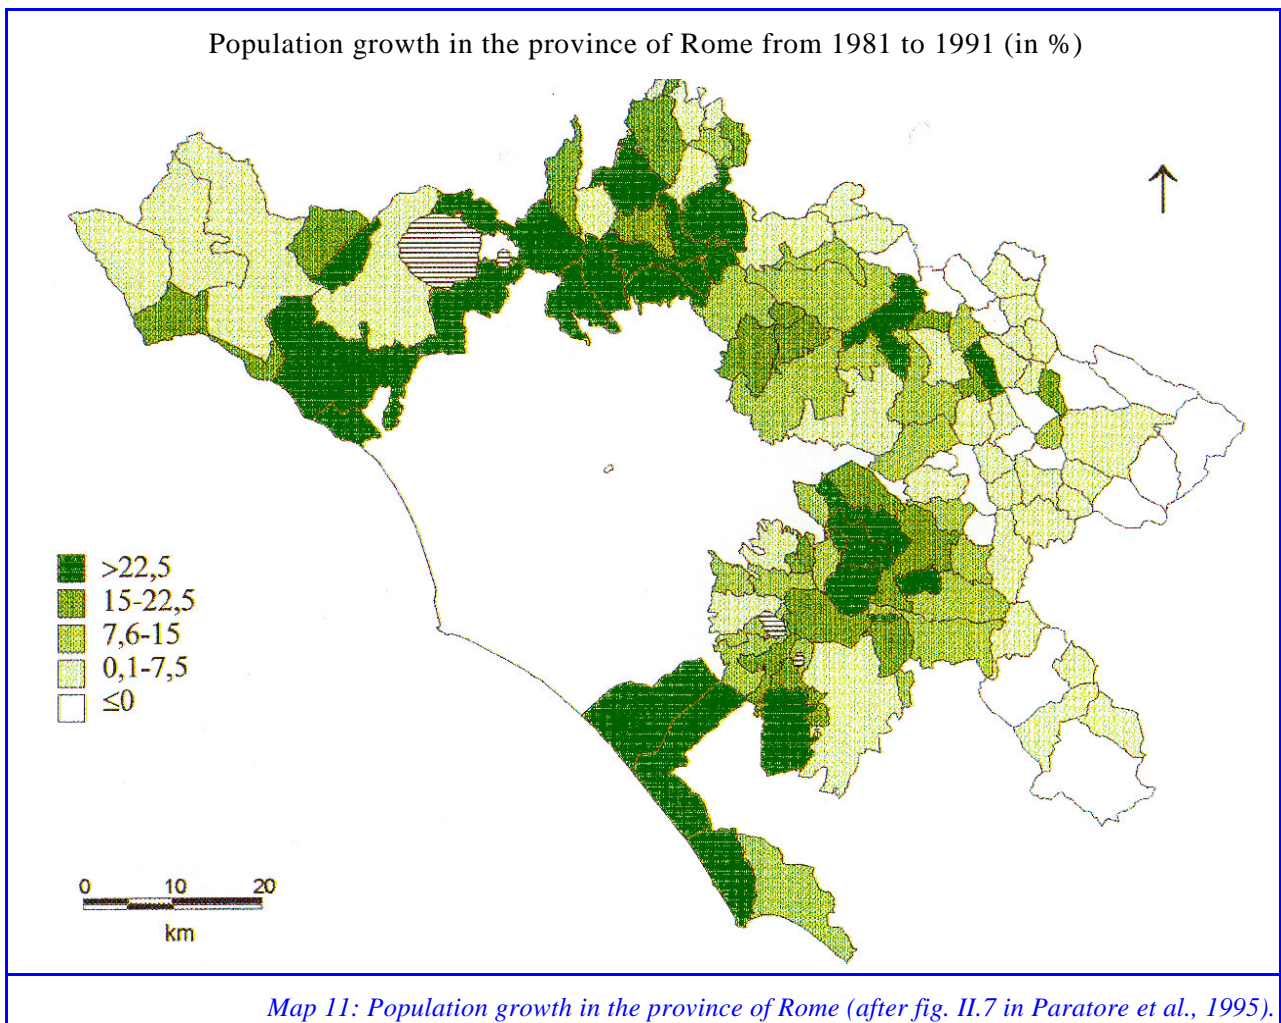 Population growth in the province of Rome from 1981 to 1991 (in %)
>22,5
15-22,5
7,6-15
0,1-7,5
≤0
0 10 20
km
Map 11: Population growth in the province of Rome (after fig. II.7 in Paratore et al., 1995).